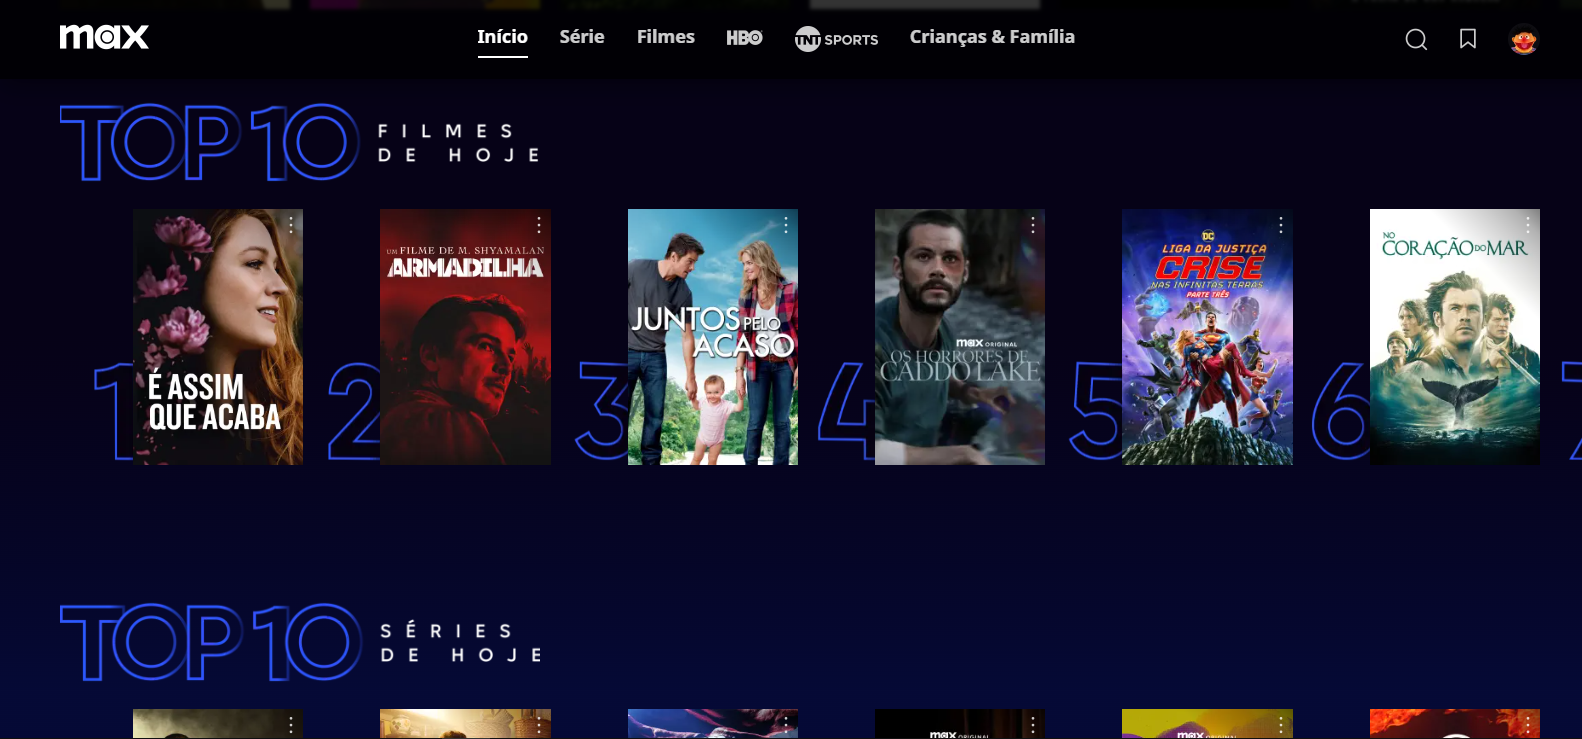 max
Início
Série
Filmes
HBO
TNT SPORTS
Crianças & Família
TOP 10
FILMES
DE HOJE
1
É ASSIM
QUE ACABA
2
UM FILME DE M. SHYAMALAN
ARMADILHA
3
JUNTOS PELO
ACASO
4
max ORIGINAL
OS HORRORES DE
CADDO LAKE
5
DC
LIGA DA JUSTIÇA
CRISE
NAS INFINITAS TERRAS
PARTE TRÊS
6
NO
CORAÇÃO DO MAR
7
TOP 10
SÉRIES
DE HOJE
max ORIGINAL
max ORIGINAL